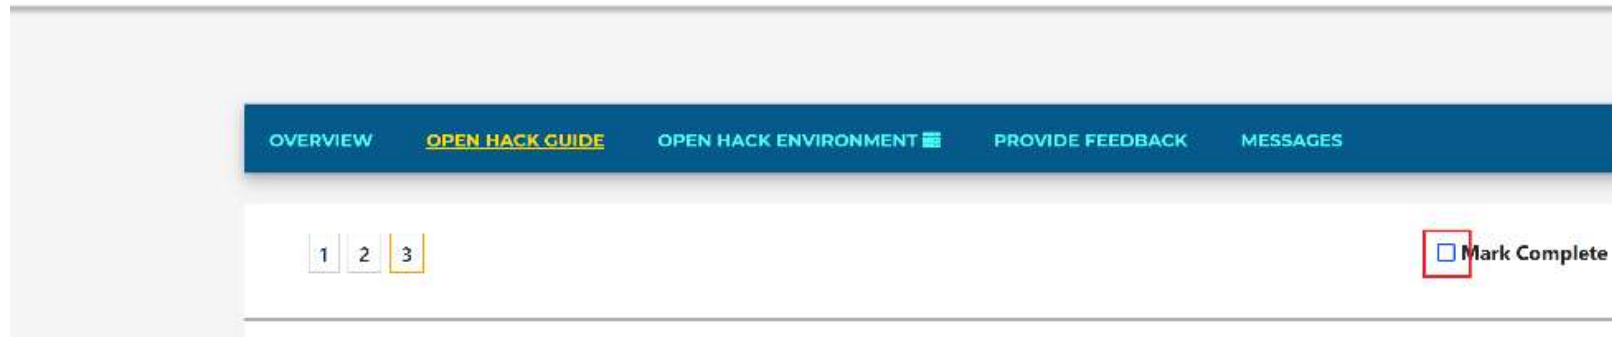 OVERVIEW OPEN HACK GUIDE OPEN HACK ENVIRONMENT PROVIDE FEEDBACK MESSAGES
1 2 3 Mark Complete